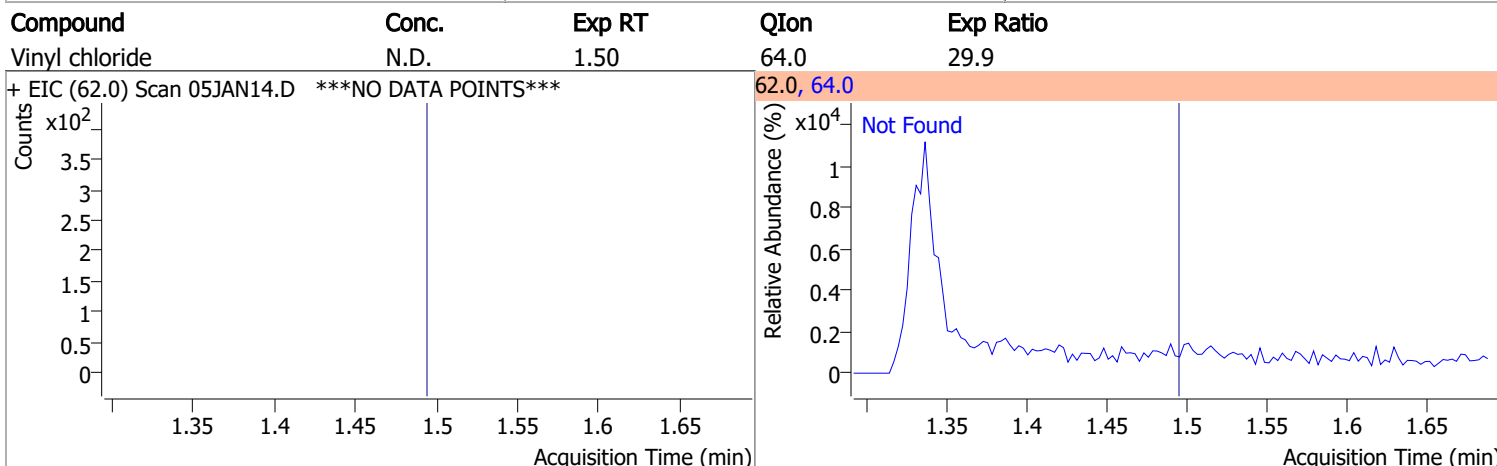 Compound Conc. Exp RT QIon Exp Ratio
Vinyl chloride N.D. 1.50 64.0 29.9
+ EIC (62.0) Scan 05JAN14.D ***NO DATA POINTS***
Counts
x10²
3.5
3
2.5
2
1.5
1
0.5
0
1.35 1.4 1.45 1.5 1.55 1.6 1.65
Acquisition Time (min)
62.0, 64.0
Relative Abundance (%)
x10⁴
Not Found
1
0.8
0.6
0.4
0.2
0
1.35 1.4 1.45 1.5 1.55 1.6 1.65
Acquisition Time (min)